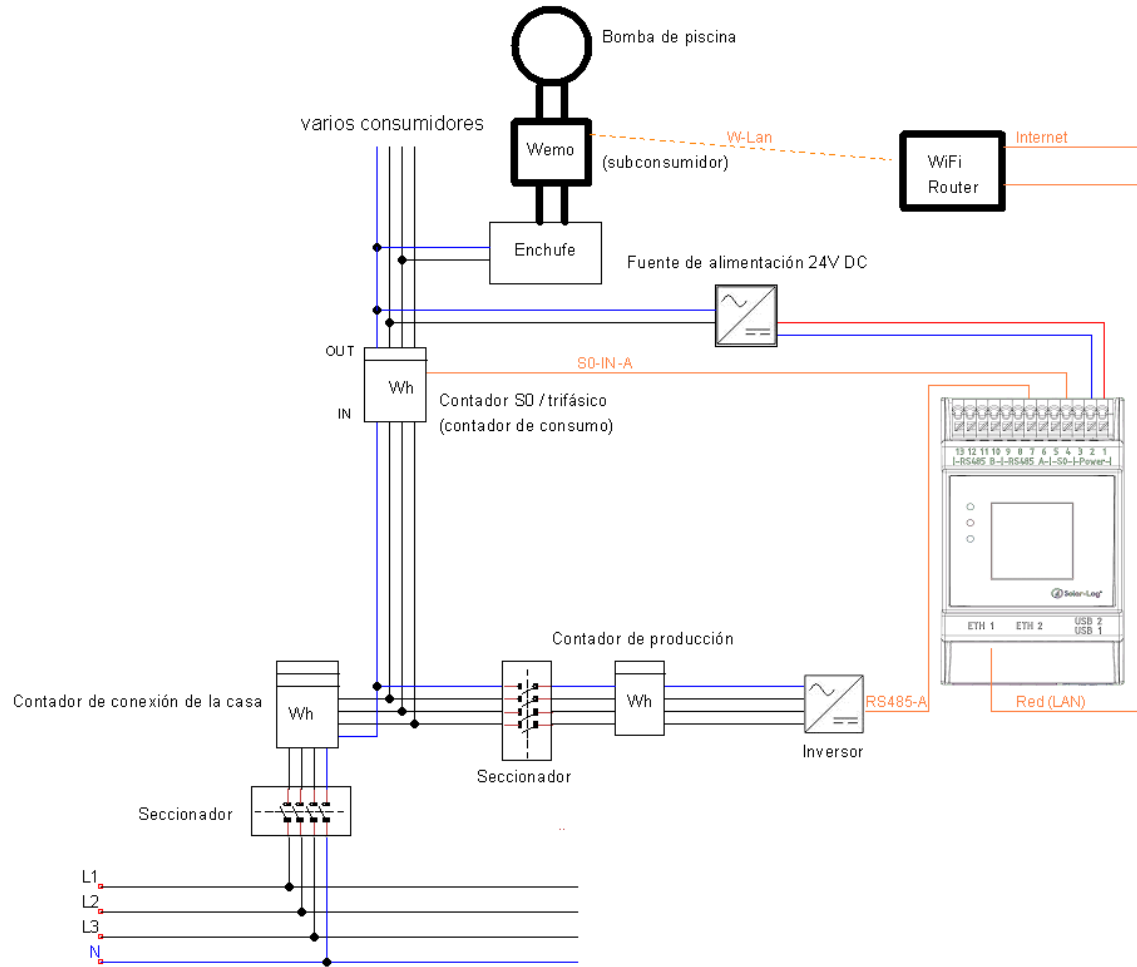 Bomba de piscina
varios consumidores
W-Lan
Internet
Wemo
(subconsumidor)
WiFi
Router
Enchufe
Fuente de alimentación 24V DC
OUT
S0-IN-A
Wh
IN
Contador S0 / trifásico
(contador de consumo)
13 12 11 10 9 8 7 6 5 4 3 2 1
|-RS485 B-|-RS485 A-|-S0-|-Power-|
Solar-Log®
ETH 1
ETH 2
USB 2
USB 1
Contador de producción
Contador de conexión de la casa
Wh
Wh
RS485-A
Red (LAN)
Inversor
Seccionador
Seccionador
..
L1
L2
L3
N